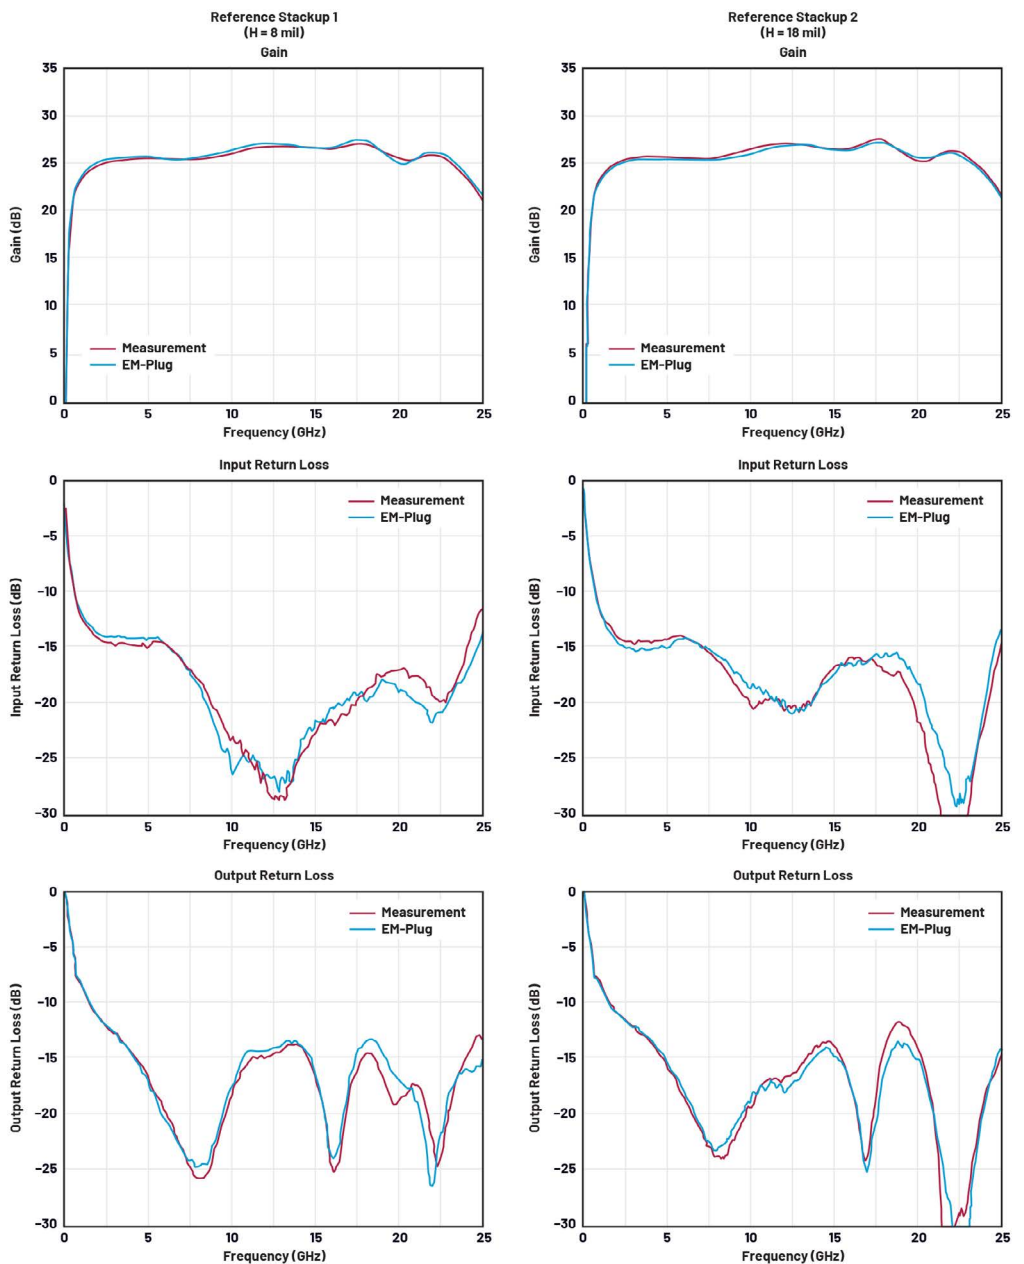 Reference Stackup 1
(H = 8 mil)
Gain
35
30
25
20
15
10
5
0
Gain (dB)
Measurement
EM-Plug
0 5 10 15 20 25
Frequency (GHz)
Reference Stackup 2
(H = 18 mil)
Gain
35
30
25
20
15
10
5
0
Gain (dB)
Measurement
EM-Plug
0 5 10 15 20 25
Frequency (GHz)
Input Return Loss
0
–5
–10
–15
–20
–25
–30
Input Return Loss (dB)
Measurement
EM-Plug
0 5 10 15 20 25
Frequency (GHz)
Input Return Loss
0
–5
–10
–15
–20
–25
–30
Input Return Loss (dB)
Measurement
EM-Plug
0 5 10 15 20 25
Frequency (GHz)
Output Return Loss
0
–5
–10
–15
–20
–25
–30
Output Return Loss (dB)
Measurement
EM-Plug
0 5 10 15 20 25
Frequency (GHz)
Output Return Loss
0
–5
–10
–15
–20
–25
–30
Output Return Loss (dB)
Measurement
EM-Plug
0 5 10 15 20 25
Frequency (GHz)